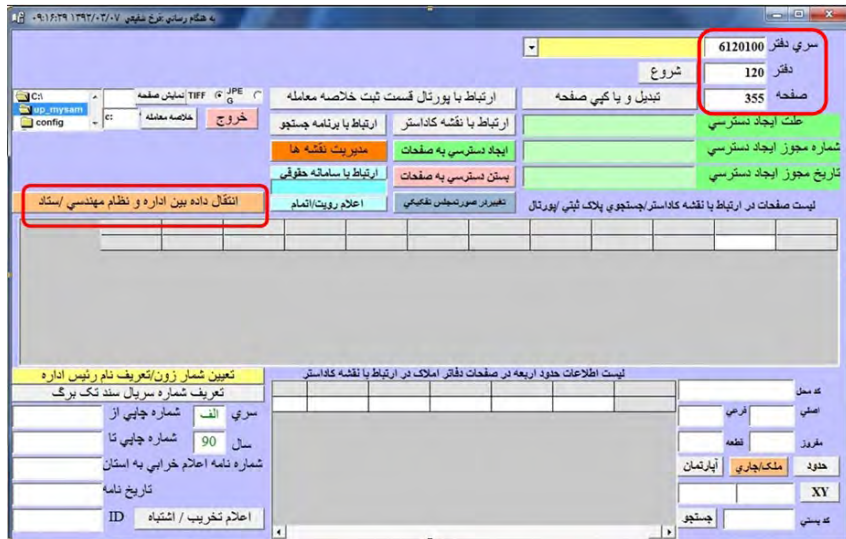 به هنگام رساني فرخ شفيعي ۱۳۹۲/۰۳/۰۷ ۰۹:۱۶:۳۹
سري دفتر 6120100
دفتر 120
شروع
صفحه 355
تبديل و يا كپي صفحه
ارتباط با پورتال قسمت ثبت خلاصه معامله
JPEG
TIFF
نمايش صفحه
C:\
up_mysam
config
c:
خلاصه معامله
خروج
ارتباط با نقشه كاداستر
ارتباط با برنامه جستجو
علت ايجاد دسترسي
ايجاد دسترسي به صفحات
مديريت نقشه ها
شماره مجوز ايجاد دسترسي
پستن دسترسي به صفحات
ارتباط با سامانه حقوقي
تاريخ مجوز ايجاد دسترسي
انتقال داده بين اداره و نظام مهندسي /ستاد
اعلام رويت/اتمام
تغييردر صورتمجلس تفكيكي
ليست صفحات در ارتباط با نقشه كاداستر/جستجوي پلاك ثبتي /پورتال
تعيين شمار زون/تعريف نام رئيس اداره
ليست اطلاعات حدود اربعه در صفحات دفاتر املاك در ارتباط با نقشه كاداستر
تعريف شماره سريال سند تک برگ
كد محل
سري الف شماره چاپي از
اصلي
فرعي
سال 90 شماره چاپي تا
مفروز
قطعه
شماره نامه اعلام خرابي به استان
حدود
ملك/جاري
آپارتمان
تاريخ نامه
XY
اعلام تخريب / اشتباه
ID
كد پستي
جستجو